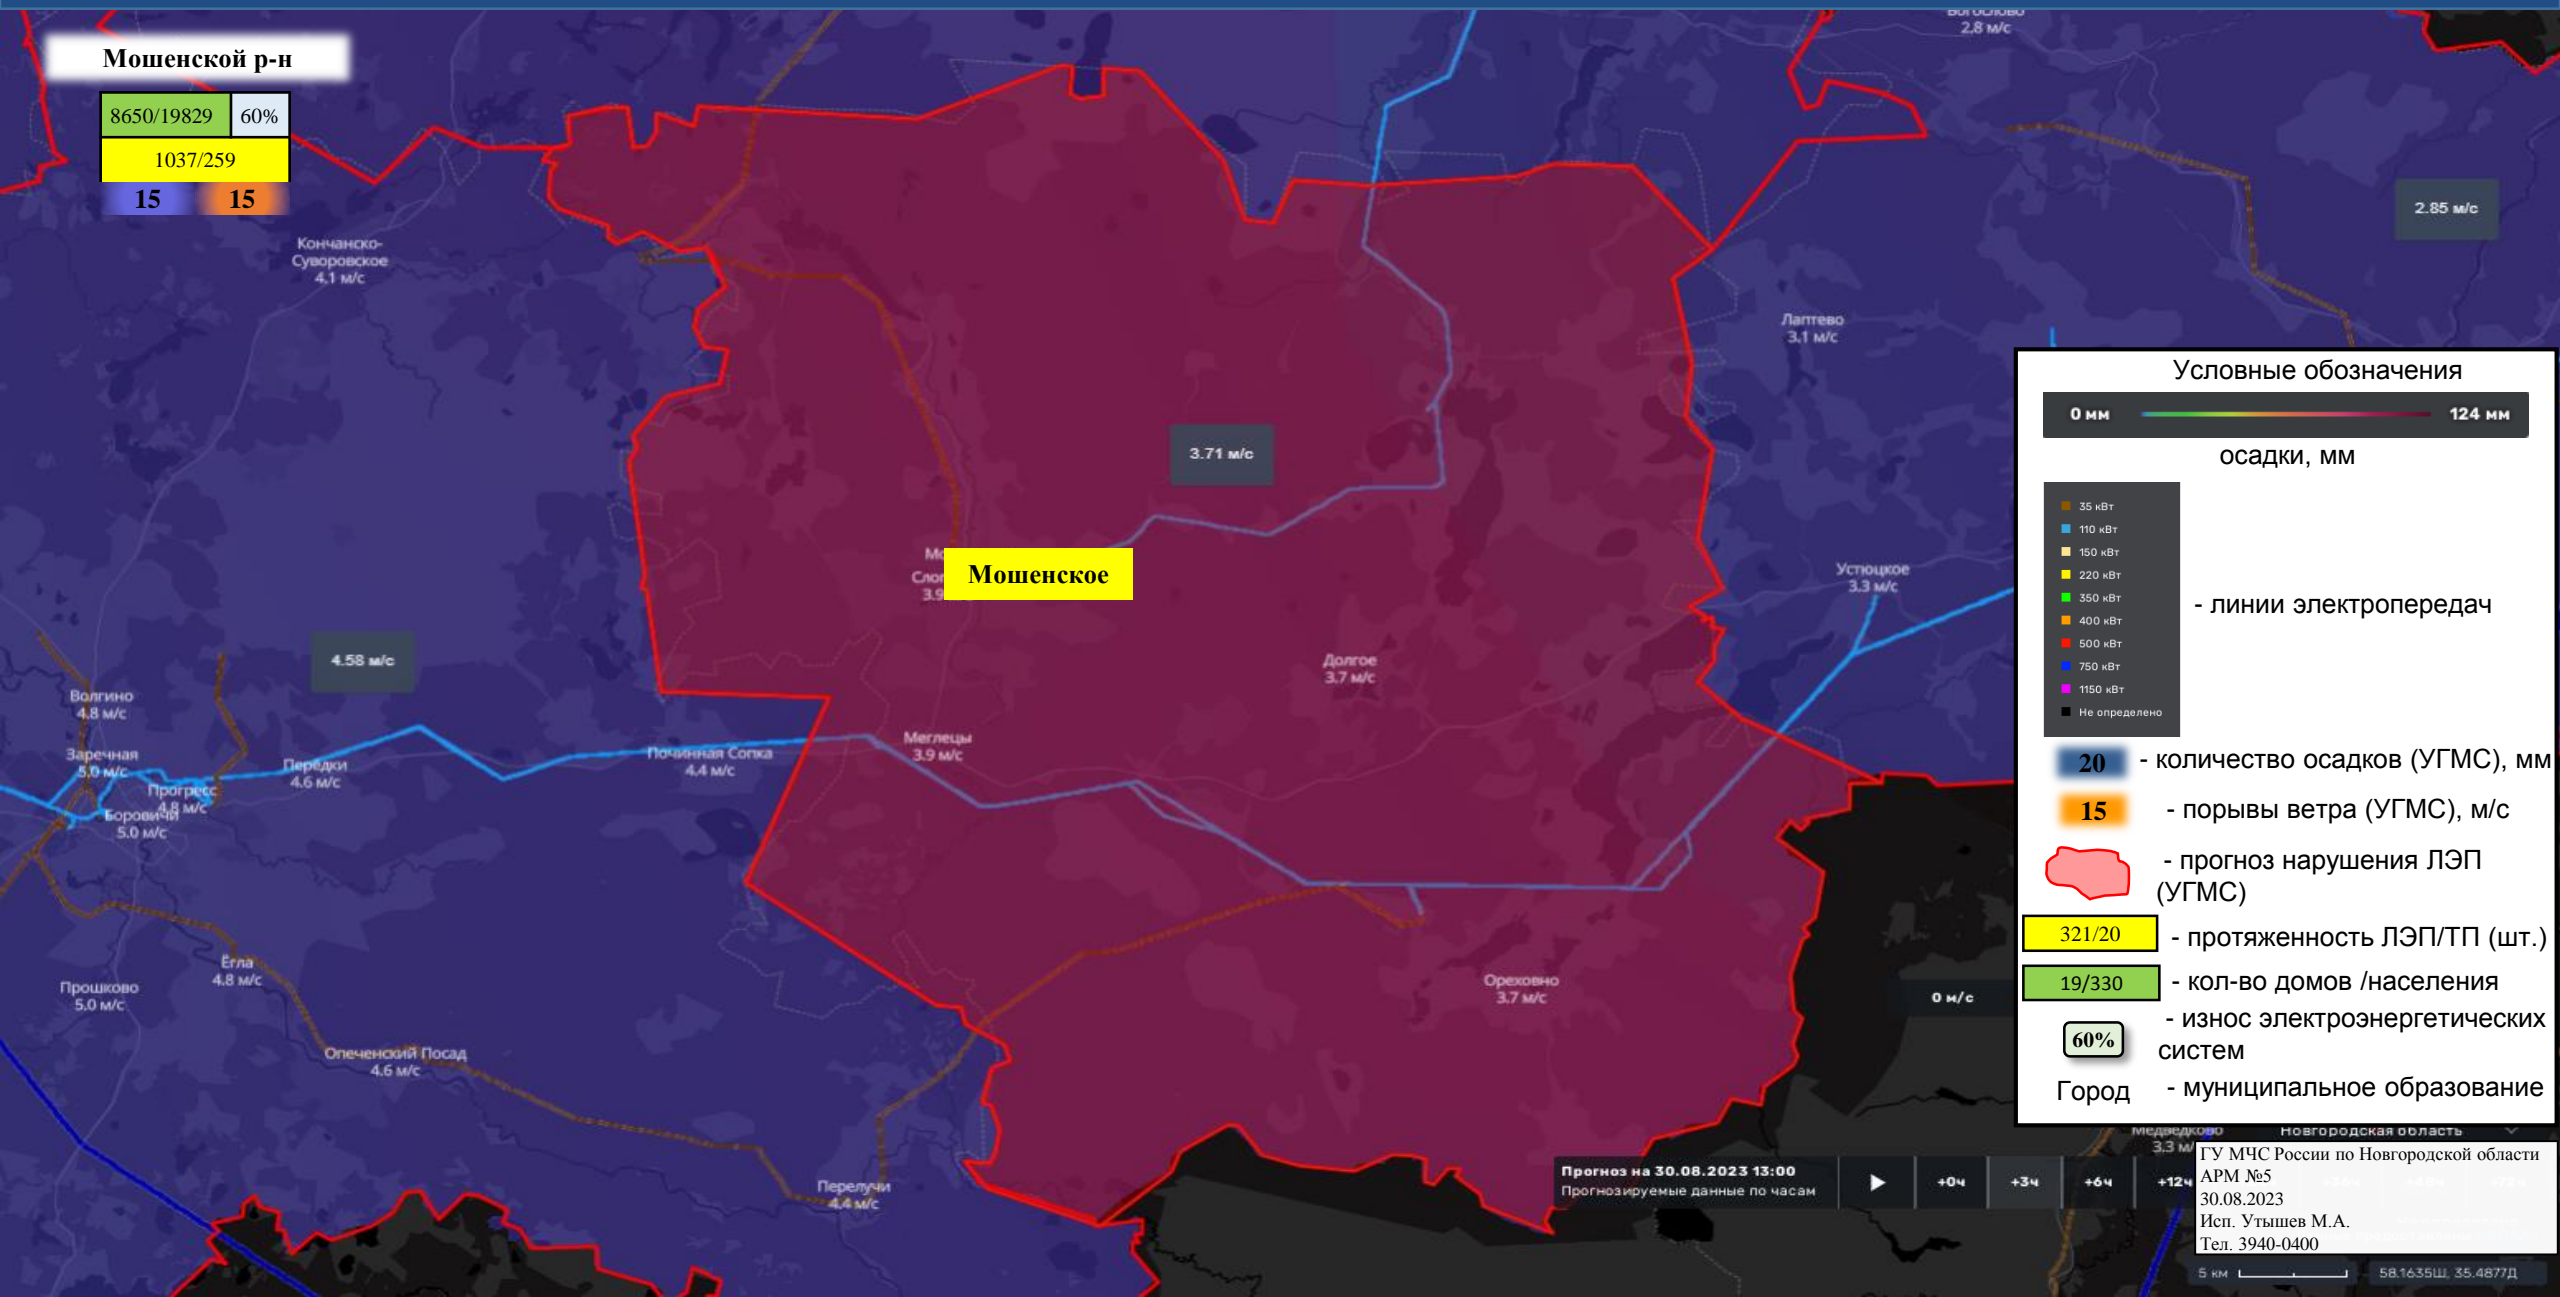 Мошенской р-н
8650/19829
60%
1037/259
15
15
Богослово
2.8 м/с
2.85 м/с
Кончанско-
Суворовское
4.1 м/с
Лаптево
3.1 м/с
3.71 м/с
Мошенское
Устюцкое
3.3 м/с
4.58 м/с
Долгое
3.7 м/с
Волгино
4.8 м/с
Заречная
5.0 м/с
Передки
4.6 м/с
Починная Сопка
4.4 м/с
Меглецы
3.9 м/с
Прогресс
4.8 м/с
Боровичи
5.0 м/с
Ёгла
4.8 м/с
Прошково
5.0 м/с
Ореховно
3.7 м/с
0 м/с
Опеченский Посад
4.6 м/с
Перелучи
4.4 м/с
Условные обозначения
0 мм
124 мм
осадки, мм
35 кВт
110 кВт
150 кВт
220 кВт
350 кВт
400 кВт
500 кВт
750 кВт
1150 кВт
Не определено
- линии электропередач
20
- количество осадков (УГМС), мм
15
- порывы ветра (УГМС), м/с
- прогноз нарушения ЛЭП
(УГМС)
321/20
- протяженность ЛЭП/ТП (шт.)
19/330
- кол-во домов /населения
60%
- износ электроэнергетических
систем
Город
- муниципальное образование
Медведково
3.3 м/
Новгородская область
Прогноз на 30.08.2023 13:00
Прогнозируемые данные по часам
+0ч
+3ч
+6ч
+12ч
ГУ МЧС России по Новгородской области
АРМ №5
30.08.2023
Исп. Утышев М.А.
Тел. 3940-0400
5 км
58.1635Ш, 35.4877Д